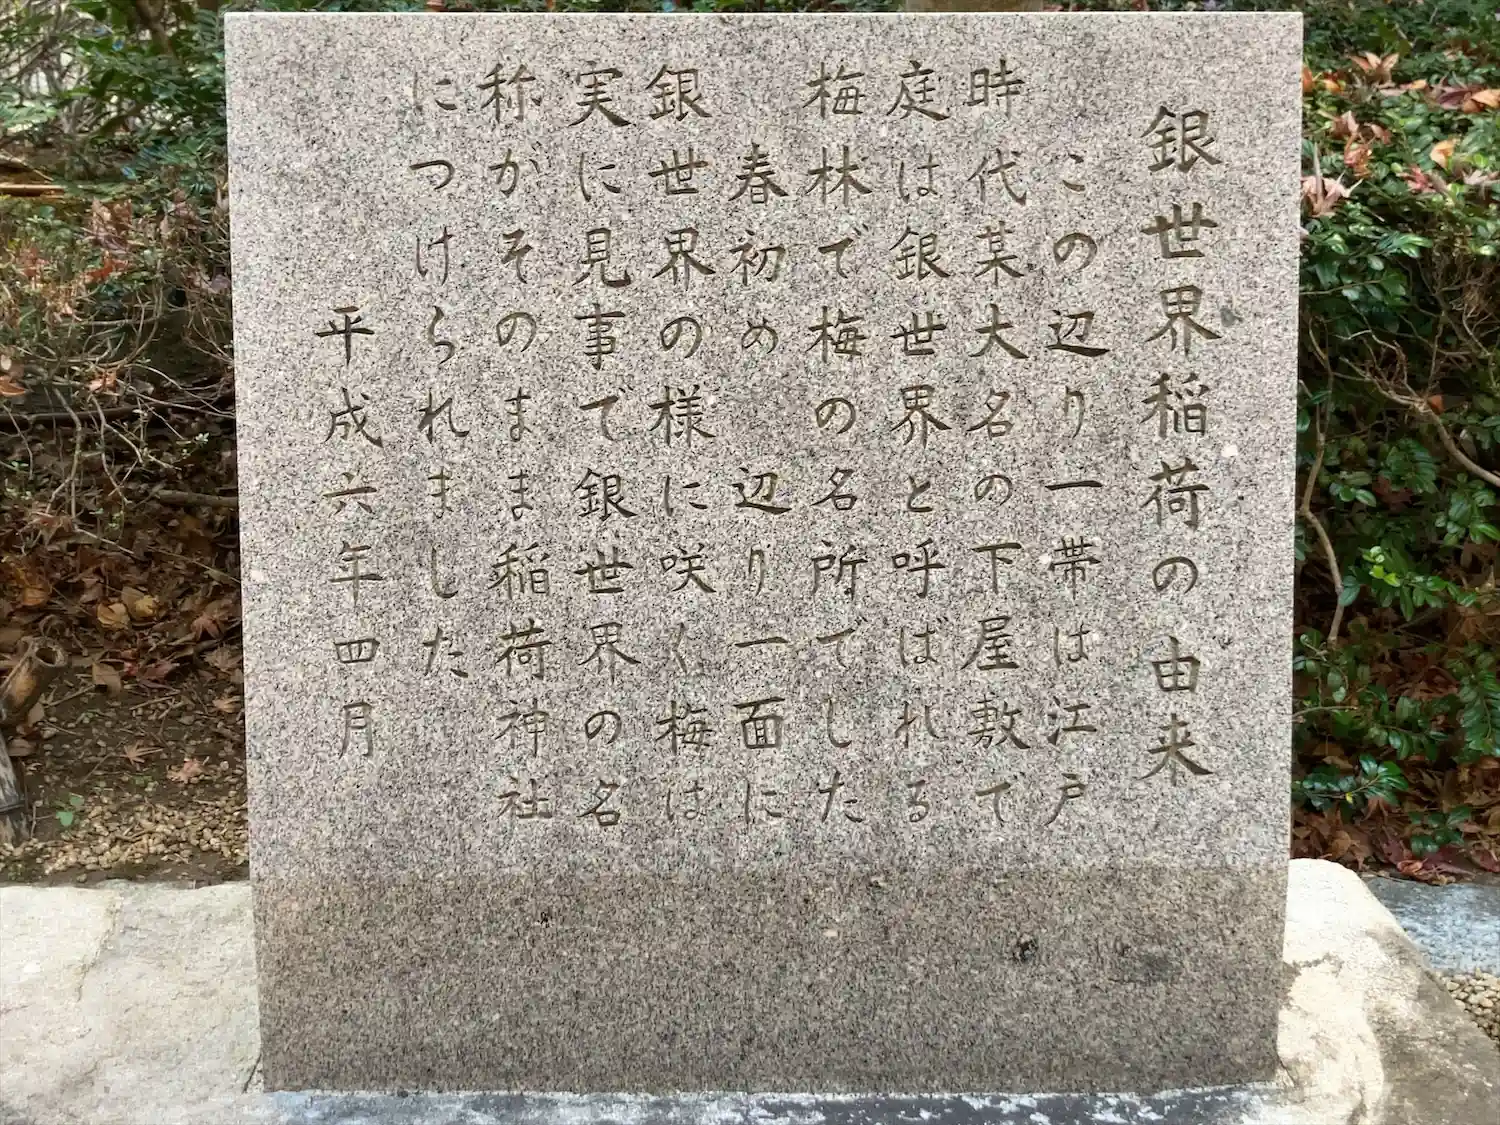 銀世界稲荷の由来
この辺り一帯は江戸
時代某大名の下屋敷で
庭は銀世界と呼ばれる
梅林で梅の名所でした
春初め 辺り一面に
銀世界の様に咲く梅は
実に見事で銀世界の名
称がそのまま稲荷神社
につけられました
平成六年四月